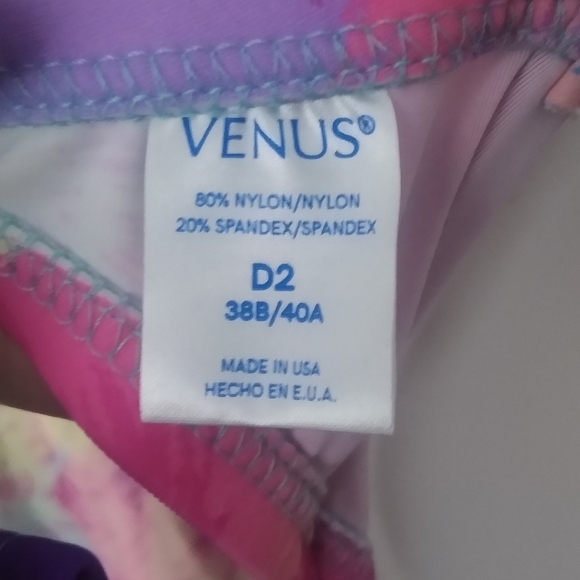 VENUS®
80% NYLON/NYLON
20% SPANDEX/SPANDEX
D2
38B/40A
MADE IN USA
HECHO EN E.U.A.